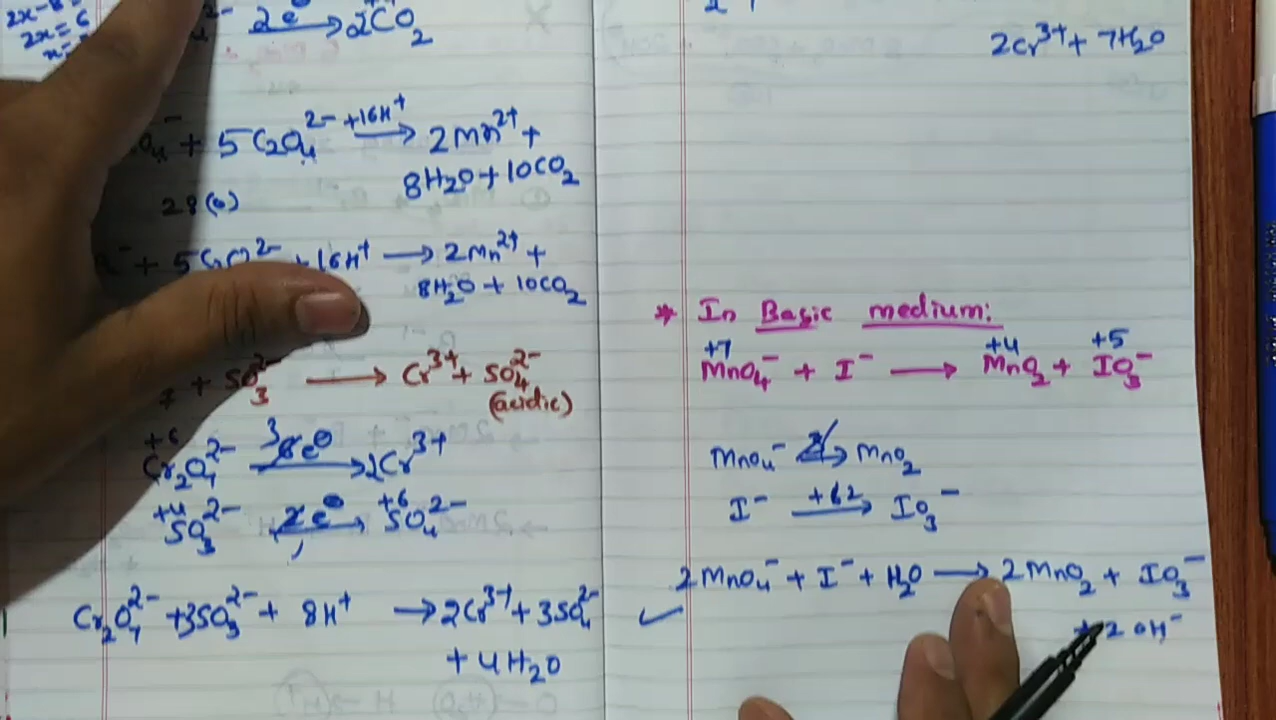 2x = 6
2e⊖ → 2CO₂
+ 5C₂O₄²⁻ +16H⁺ → 2Mn²⁺ +
8H₂O + 10CO₂
28(a)
+ 16H⁺ → 2Mn²⁺ +
8H₂O + 10CO₂
+ SO₃²⁻ → Cr³⁺ + SO₄²⁻
(acidic)
+6
Cr₂O₇²⁻ 3 6e⊖ → 2Cr³⁺
+4 +6
SO₃²⁻ 2e⊖ → SO₄²⁻
Cr₂O₇²⁻ + 3SO₃²⁻ + 8H⁺ → 2Cr³⁺ + 3SO₄²⁻
+ 4H₂O
2Cr³⁺ + 7H₂O
* In Basic medium:
+7 +4 +5
MnO₄⁻ + I⁻ → MnO₂ + IO₃⁻
MnO₄⁻ → MnO₂
I⁻ → IO₃⁻
2MnO₄⁻ + I⁻ + H₂O → 2MnO₂ + IO₃⁻
+ 2OH⁻